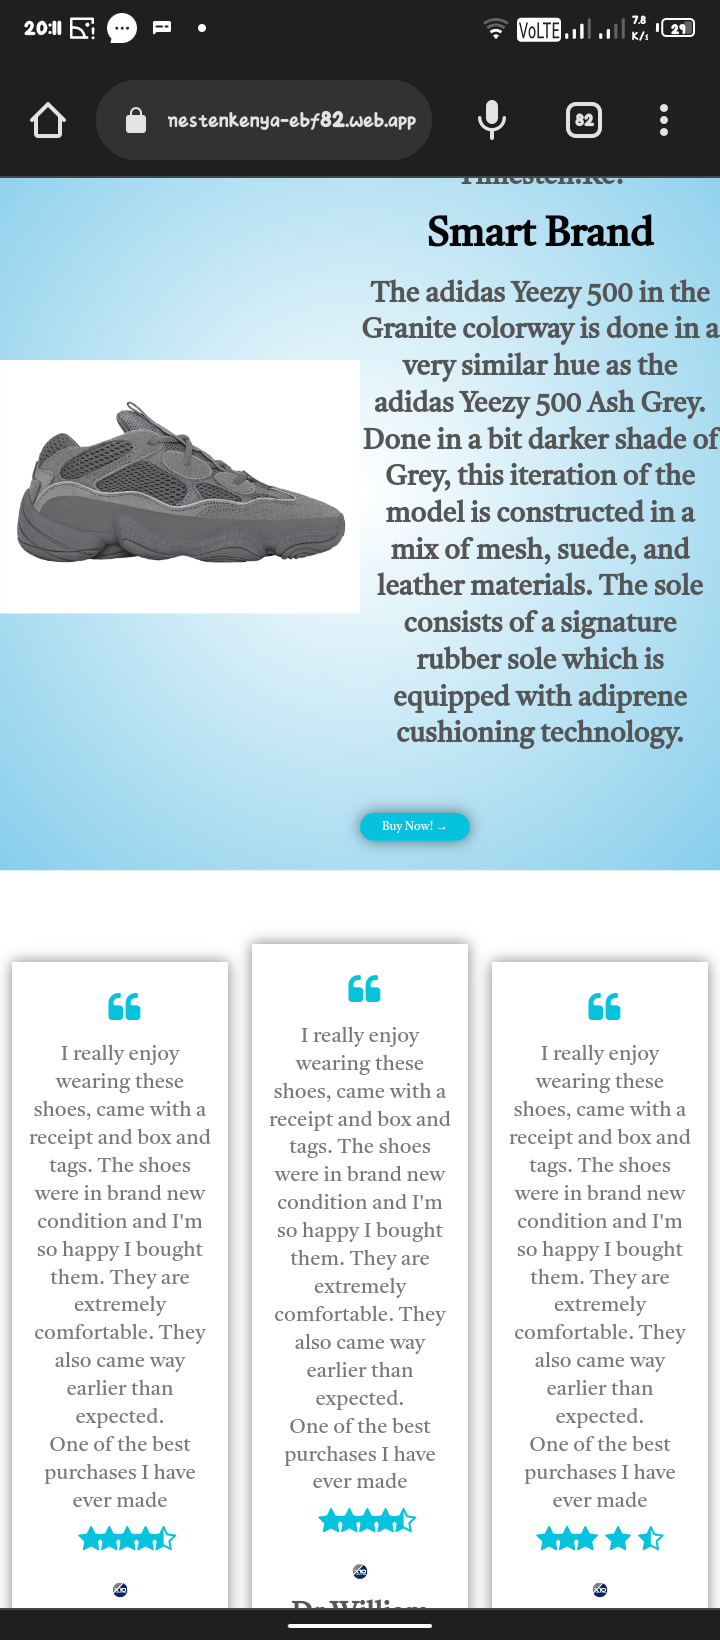 20:11
VoLTE
7.8
K/s
29
nestenkenya-ebf82.web.app
82
Timesten.Ke.
Smart Brand
The adidas Yeezy 500 in the
Granite colorway is done in a
very similar hue as the
adidas Yeezy 500 Ash Grey.
Done in a bit darker shade of
Grey, this iteration of the
model is constructed in a
mix of mesh, suede, and
leather materials. The sole
consists of a signature
rubber sole which is
equipped with adiprene
cushioning technology.
Buy Now! →
I really enjoy
wearing these
shoes, came with a
receipt and box and
tags. The shoes
were in brand new
condition and I'm
so happy I bought
them. They are
extremely
comfortable. They
also came way
earlier than
expected.
One of the best
purchases I have
ever made
I really enjoy
wearing these
shoes, came with a
receipt and box and
tags. The shoes
were in brand new
condition and I'm
so happy I bought
them. They are
extremely
comfortable. They
also came way
earlier than
expected.
One of the best
purchases I have
ever made
Dr William
I really enjoy
wearing these
shoes, came with a
receipt and box and
tags. The shoes
were in brand new
condition and I'm
so happy I bought
them. They are
extremely
comfortable. They
also came way
earlier than
expected.
One of the best
purchases I have
ever made